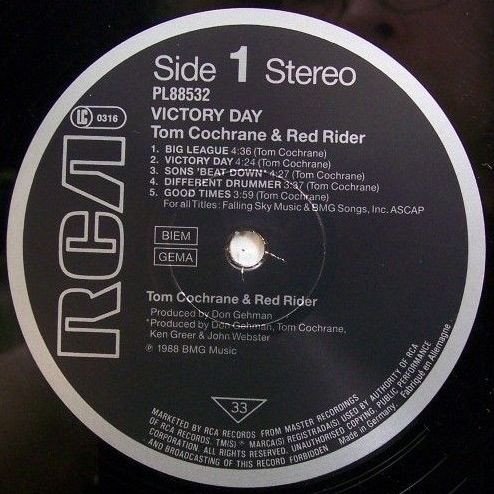 Side 1 Stereo
PL88532
VICTORY DAY
Tom Cochrane & Red Rider
LC 0316
1. BIG LEAGUE 4:36 (Tom Cochrane)
2. VICTORY DAY 4:24 (Tom Cochrane)
3. SONS 'BEAT DOWN* 4:27 (Tom Cochrane)
4. DIFFERENT DRUMMER 3:37 (Tom Cochrane)
5. GOOD TIMES 3:59 (Tom Cochrane)
For all Titles: Falling Sky Music & BMG Songs, Inc. ASCAP
RCA
BIEM
GEMA
Tom Cochrane & Red Rider
Produced by Don Gehman
*Produced by Don Gehman, Tom Cochrane,
Ken Greer & John Webster
℗ 1988 BMG Music
33
MARKETED BY RCA RECORDS FROM MASTER RECORDINGS
OF RCA RECORDS. TM(S) ® MARCA(S) REGISTRADA(S) USED BY AUTHORITY OF RCA
CORPORATION. ALL RIGHTS RESERVED. UNAUTHORISED COPYING, PUBLIC PERFORMANCE
AND BROADCASTING OF THIS RECORD FORBIDDEN Made in Germany. Fabriqué en Allemagne